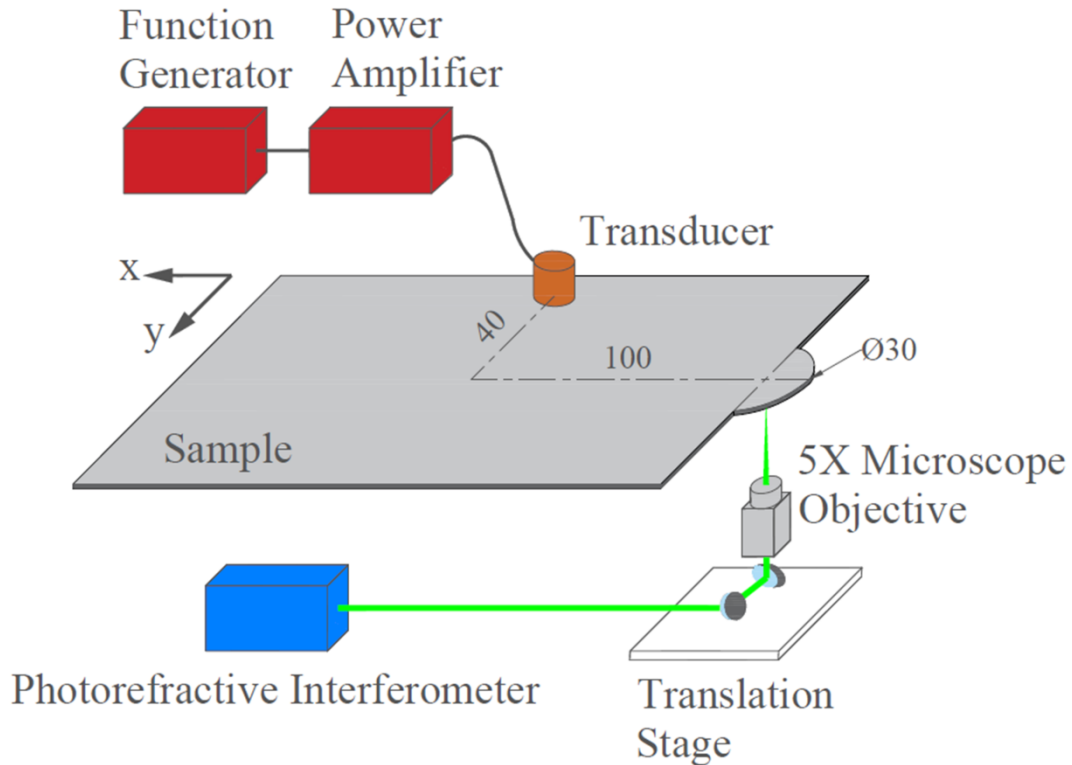 Function
Generator
Power
Amplifier
Transducer
x
y
40
100
Ø30
Sample
5X Microscope
Objective
Photorefractive Interferometer
Translation
Stage